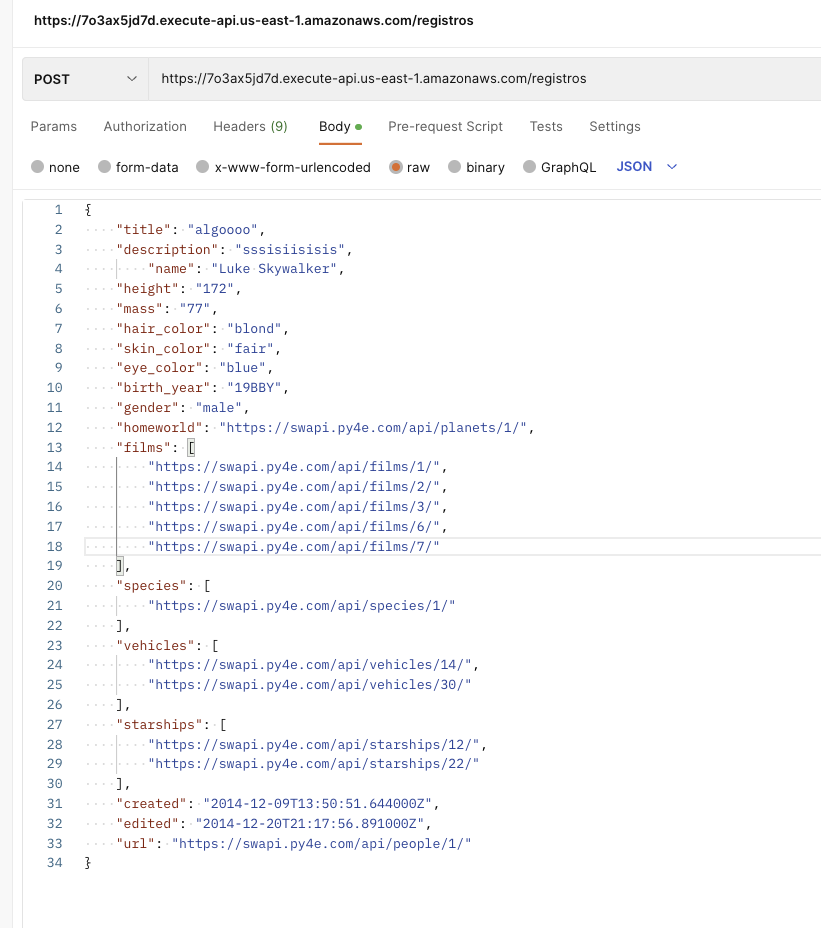 https://7o3ax5jd7d.execute-api.us-east-1.amazonaws.com/registros
POST https://7o3ax5jd7d.execute-api.us-east-1.amazonaws.com/registros
Params Authorization Headers (9) Body Pre-request Script Tests Settings
none form-data x-www-form-urlencoded raw binary GraphQL JSON
1 {
2 "title": "algoooo",
3 "description": "sssisiisisis",
4 "name": "Luke Skywalker",
5 "height": "172",
6 "mass": "77",
7 "hair_color": "blond",
8 "skin_color": "fair",
9 "eye_color": "blue",
10 "birth_year": "19BBY",
11 "gender": "male",
12 "homeworld": "https://swapi.py4e.com/api/planets/1/",
13 "films": [
14 "https://swapi.py4e.com/api/films/1/",
15 "https://swapi.py4e.com/api/films/2/",
16 "https://swapi.py4e.com/api/films/3/",
17 "https://swapi.py4e.com/api/films/6/",
18 "https://swapi.py4e.com/api/films/7/"
19 ],
20 "species": [
21 "https://swapi.py4e.com/api/species/1/"
22 ],
23 "vehicles": [
24 "https://swapi.py4e.com/api/vehicles/14/",
25 "https://swapi.py4e.com/api/vehicles/30/"
26 ],
27 "starships": [
28 "https://swapi.py4e.com/api/starships/12/",
29 "https://swapi.py4e.com/api/starships/22/"
30 ],
31 "created": "2014-12-09T13:50:51.644000Z",
32 "edited": "2014-12-20T21:17:56.891000Z",
33 "url": "https://swapi.py4e.com/api/people/1/"
34 }